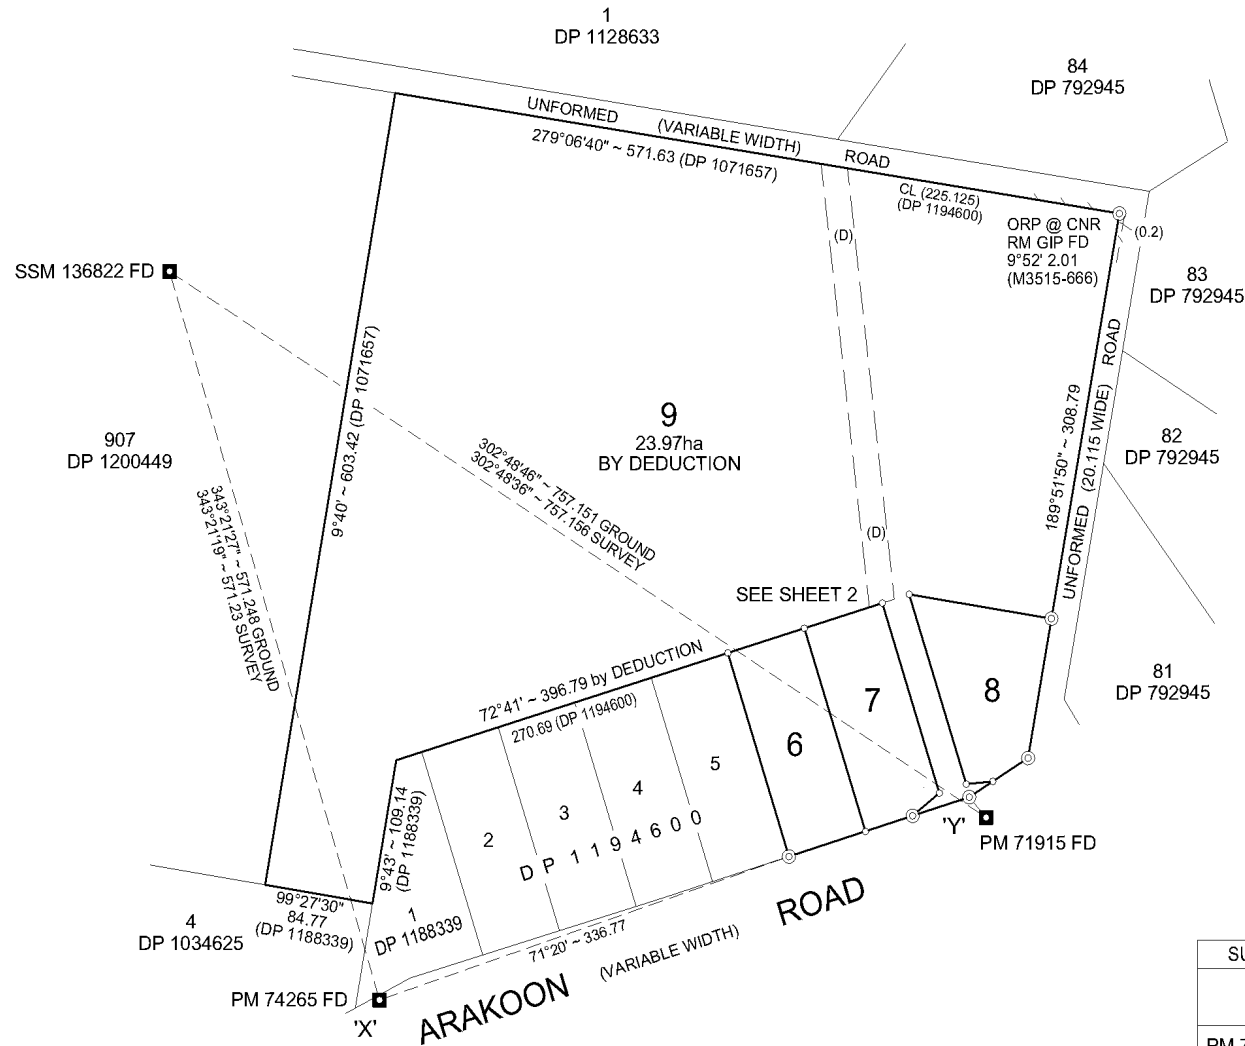 1
DP 1128633
84
DP 792945
UNFORMED (VARIABLE WIDTH) ROAD
279°06'40" ~ 571.63 (DP 1071657)
CL (225.125)
(DP 1194600)
ORP @ CNR
RM GIP FD
9°52' 2.01
(M3515-666)
(0.2)
(D)
SSM 136822 FD
83
DP 792945
UNFORMED (20.115 WIDE) ROAD
189°51'50" ~ 308.79
9°40' ~ 603.42 (DP 1071657)
907
DP 1200449
9
23.97ha
BY DEDUCTION
82
DP 792945
302°48'46" ~ 757.151 GROUND
302°48'36" ~ 757.156 SURVEY
343°21'27" ~ 571.248 GROUND
343°21'19" ~ 571.23 SURVEY
(D)
SEE SHEET 2
72°41' ~ 396.79 by DEDUCTION
270.69 (DP 1194600)
81
DP 792945
8
7
6
5
4
3
2
DP 1194600
9°43' ~ 109.14
(DP 1188339)
'Y'
PM 71915 FD
99°27'30"
84.77
(DP 1188339)
1
DP 1188339
4
DP 1034625
71°20' ~ 336.77
ARAKOON ROAD
(VARIABLE WIDTH)
PM 74265 FD
'X'